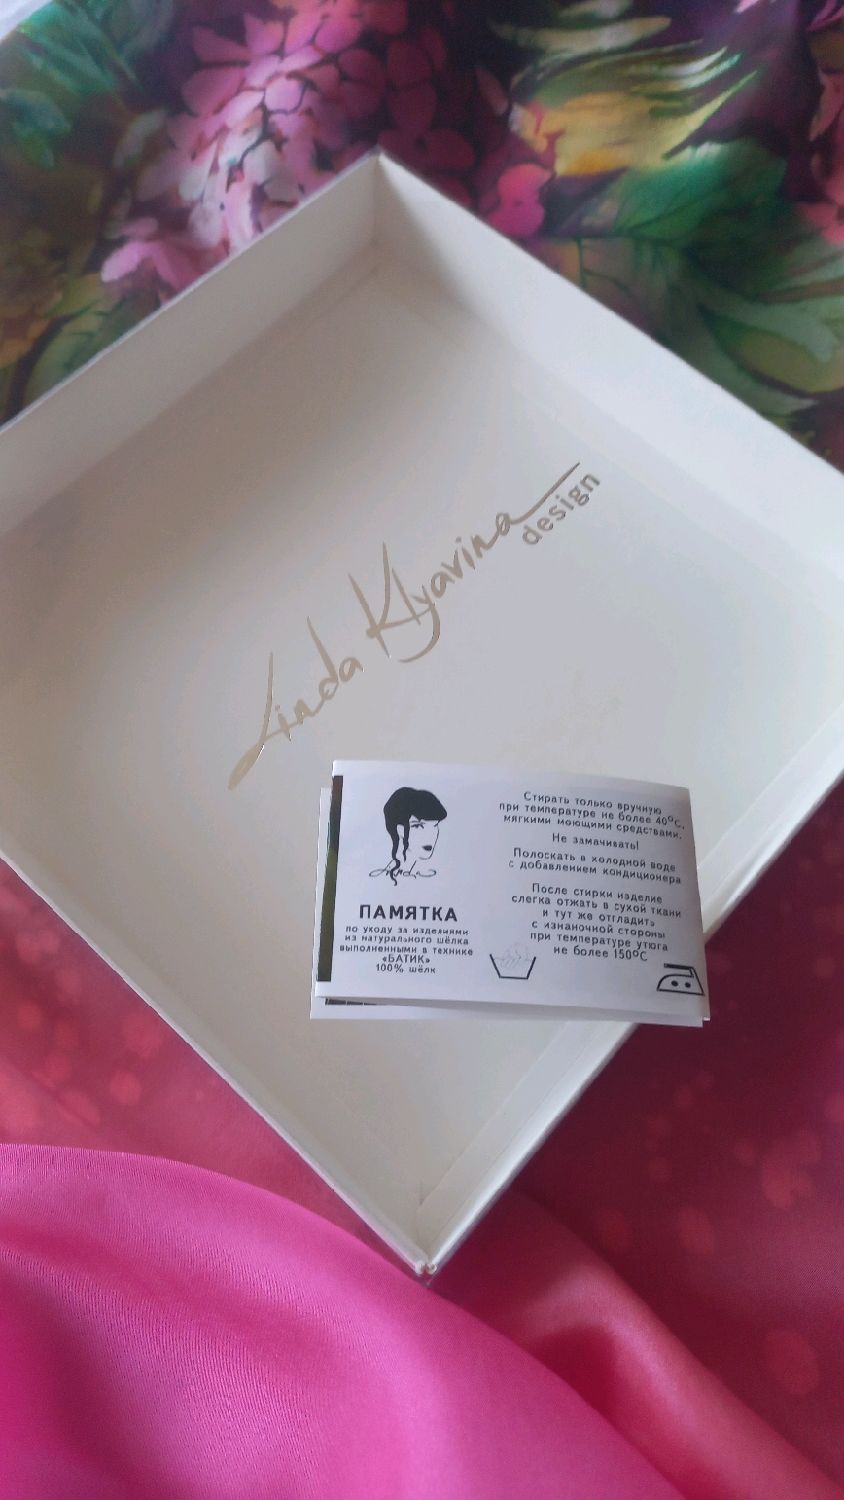 Linda Klyavina
design
Linda
ПАМЯТКА
по уходу за изделиями
из натурального шёлка
выполненными в технике
«БАТИК»
100% шёлк
Стирать только вручную
при температуре не более 40°С,
мягкими моющими средствами.
Не замачивать!
Полоскать в холодной воде
с добавлением кондиционера
После стирки изделие
слегка отжать в сухой ткани
и тут же отгладить
с изнаночной стороны
при температуре утюга
не более 150°С